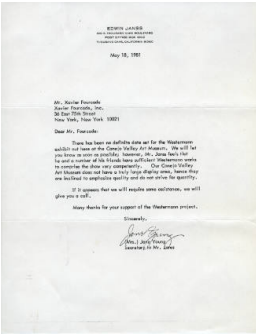 EDWIN JANSS
May 18, 1981
Mr. Xavier Fourcade
Xavier Fourcade, Inc.
36 East 75th Street
New York, New York 10021
Dear Mr. Fourcade:
There has been no definite date set for the Westermann
exhibit out here at the Conejo Valley Art Museum. We will let
you know as soon as possible; however, Mr. Janss feels that
he and a number of his friends have sufficient Westermann works
to comprise the show very competently. Our Conejo Valley
Art Museum does not have a truly large display area, hence they
are inclined to emphasize quality and do not strive for quantity.
If it appears that we will require some assistance, we will
give you a call.
Many thanks for your support of the Westermann project.
Sincerely,
(Mrs.) Jerry Young
Secretary to Mr. Janss